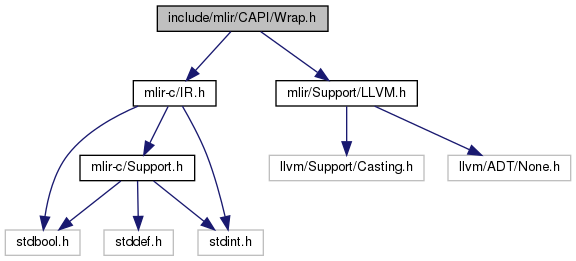 include/mlir/CAPI/Wrap.h
mlir-c/IR.h
mlir/Support/LLVM.h
mlir-c/Support.h
llvm/Support/Casting.h
llvm/ADT/None.h
stdbool.h
stddef.h
stdint.h